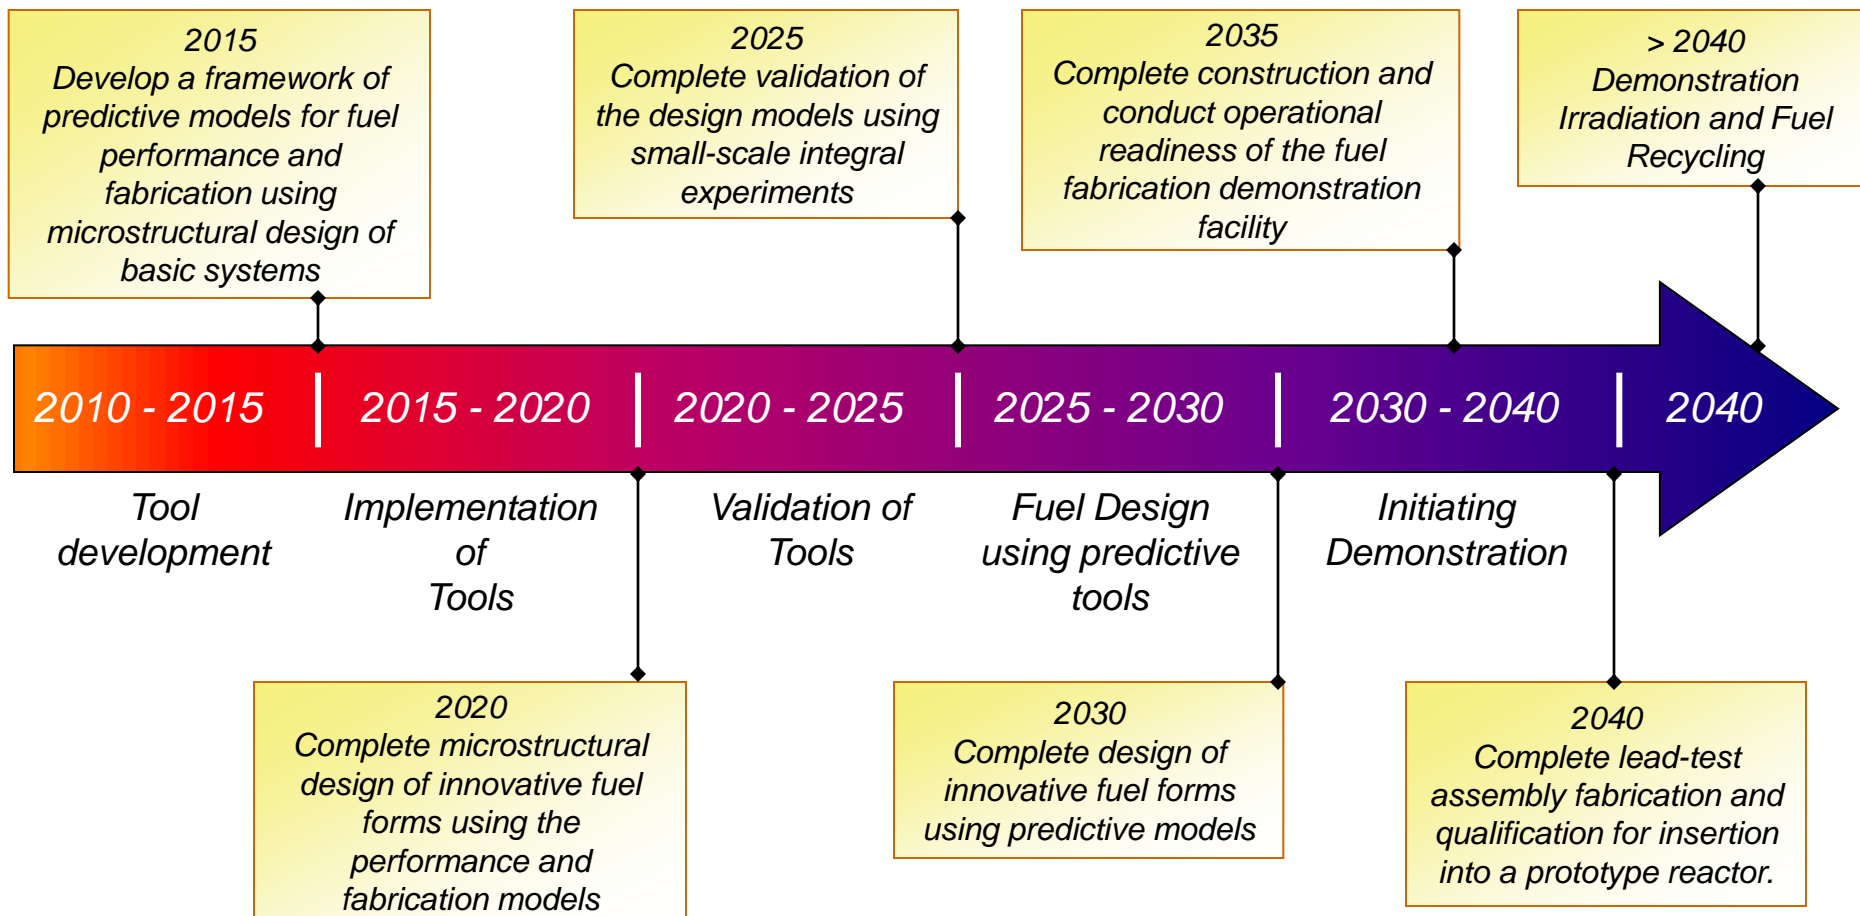 2015
Develop a framework of
predictive models for fuel
performance and
fabrication using
microstructural design of
basic systems
2025
Complete validation of
the design models using
small-scale integral
experiments
2035
Complete construction and
conduct operational
readiness of the fuel
fabrication demonstration
facility
> 2040
Demonstration
Irradiation and Fuel
Recycling
2010 - 2015
2015 - 2020
2020 - 2025
2025 - 2030
2030 - 2040
2040
Tool
development
Implementation
of
Tools
Validation of
Tools
Fuel Design
using predictive
tools
Initiating
Demonstration
2020
Complete microstructural
design of innovative fuel
forms using the
performance and
fabrication models
2030
Complete design of
innovative fuel forms
using predictive models
2040
Complete lead-test
assembly fabrication and
qualification for insertion
into a prototype reactor.